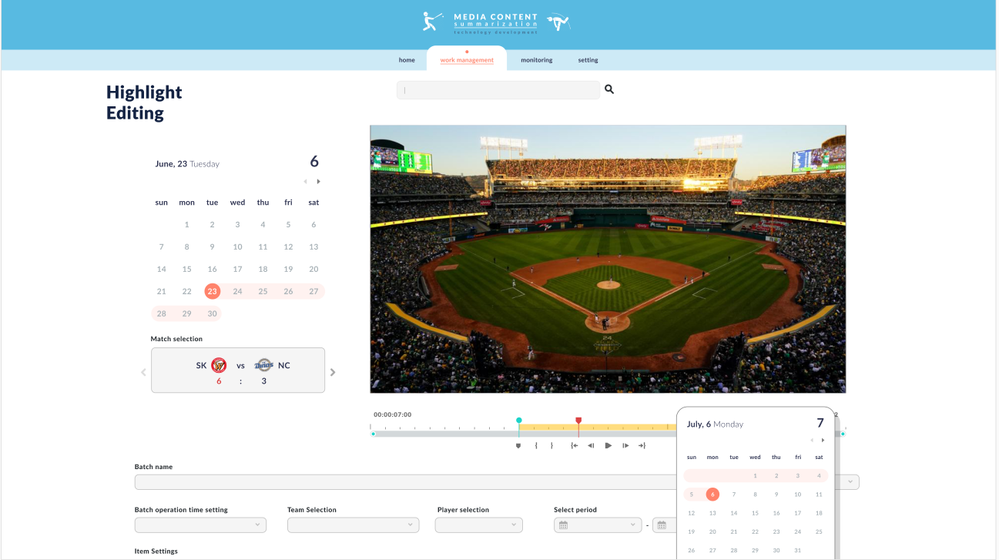 MEDIA CONTENT
summarization
technology development
home work management monitoring setting
Highlight
Editing
June, 23 Tuesday 6
sun mon tue wed thu fri sat
1 2 3 4 5 6
7 8 9 10 11 12 13
14 15 16 17 18 19 20
21 22 23 24 25 26 27
28 29 30
Match selection
SK vs Dinos NC
6 : 3
24
00:00:07:00 2
July, 6 Monday 7
sun mon tue wed thu fri sat
1 2 3 4
5 6 7 8 9 10 11
12 13 14 15 16 17 18
19 20 21 22 23 24 25
26 27 28 29 30 31
Batch name
Batch operation time setting Team Selection Player selection Select period
-
Item Settings